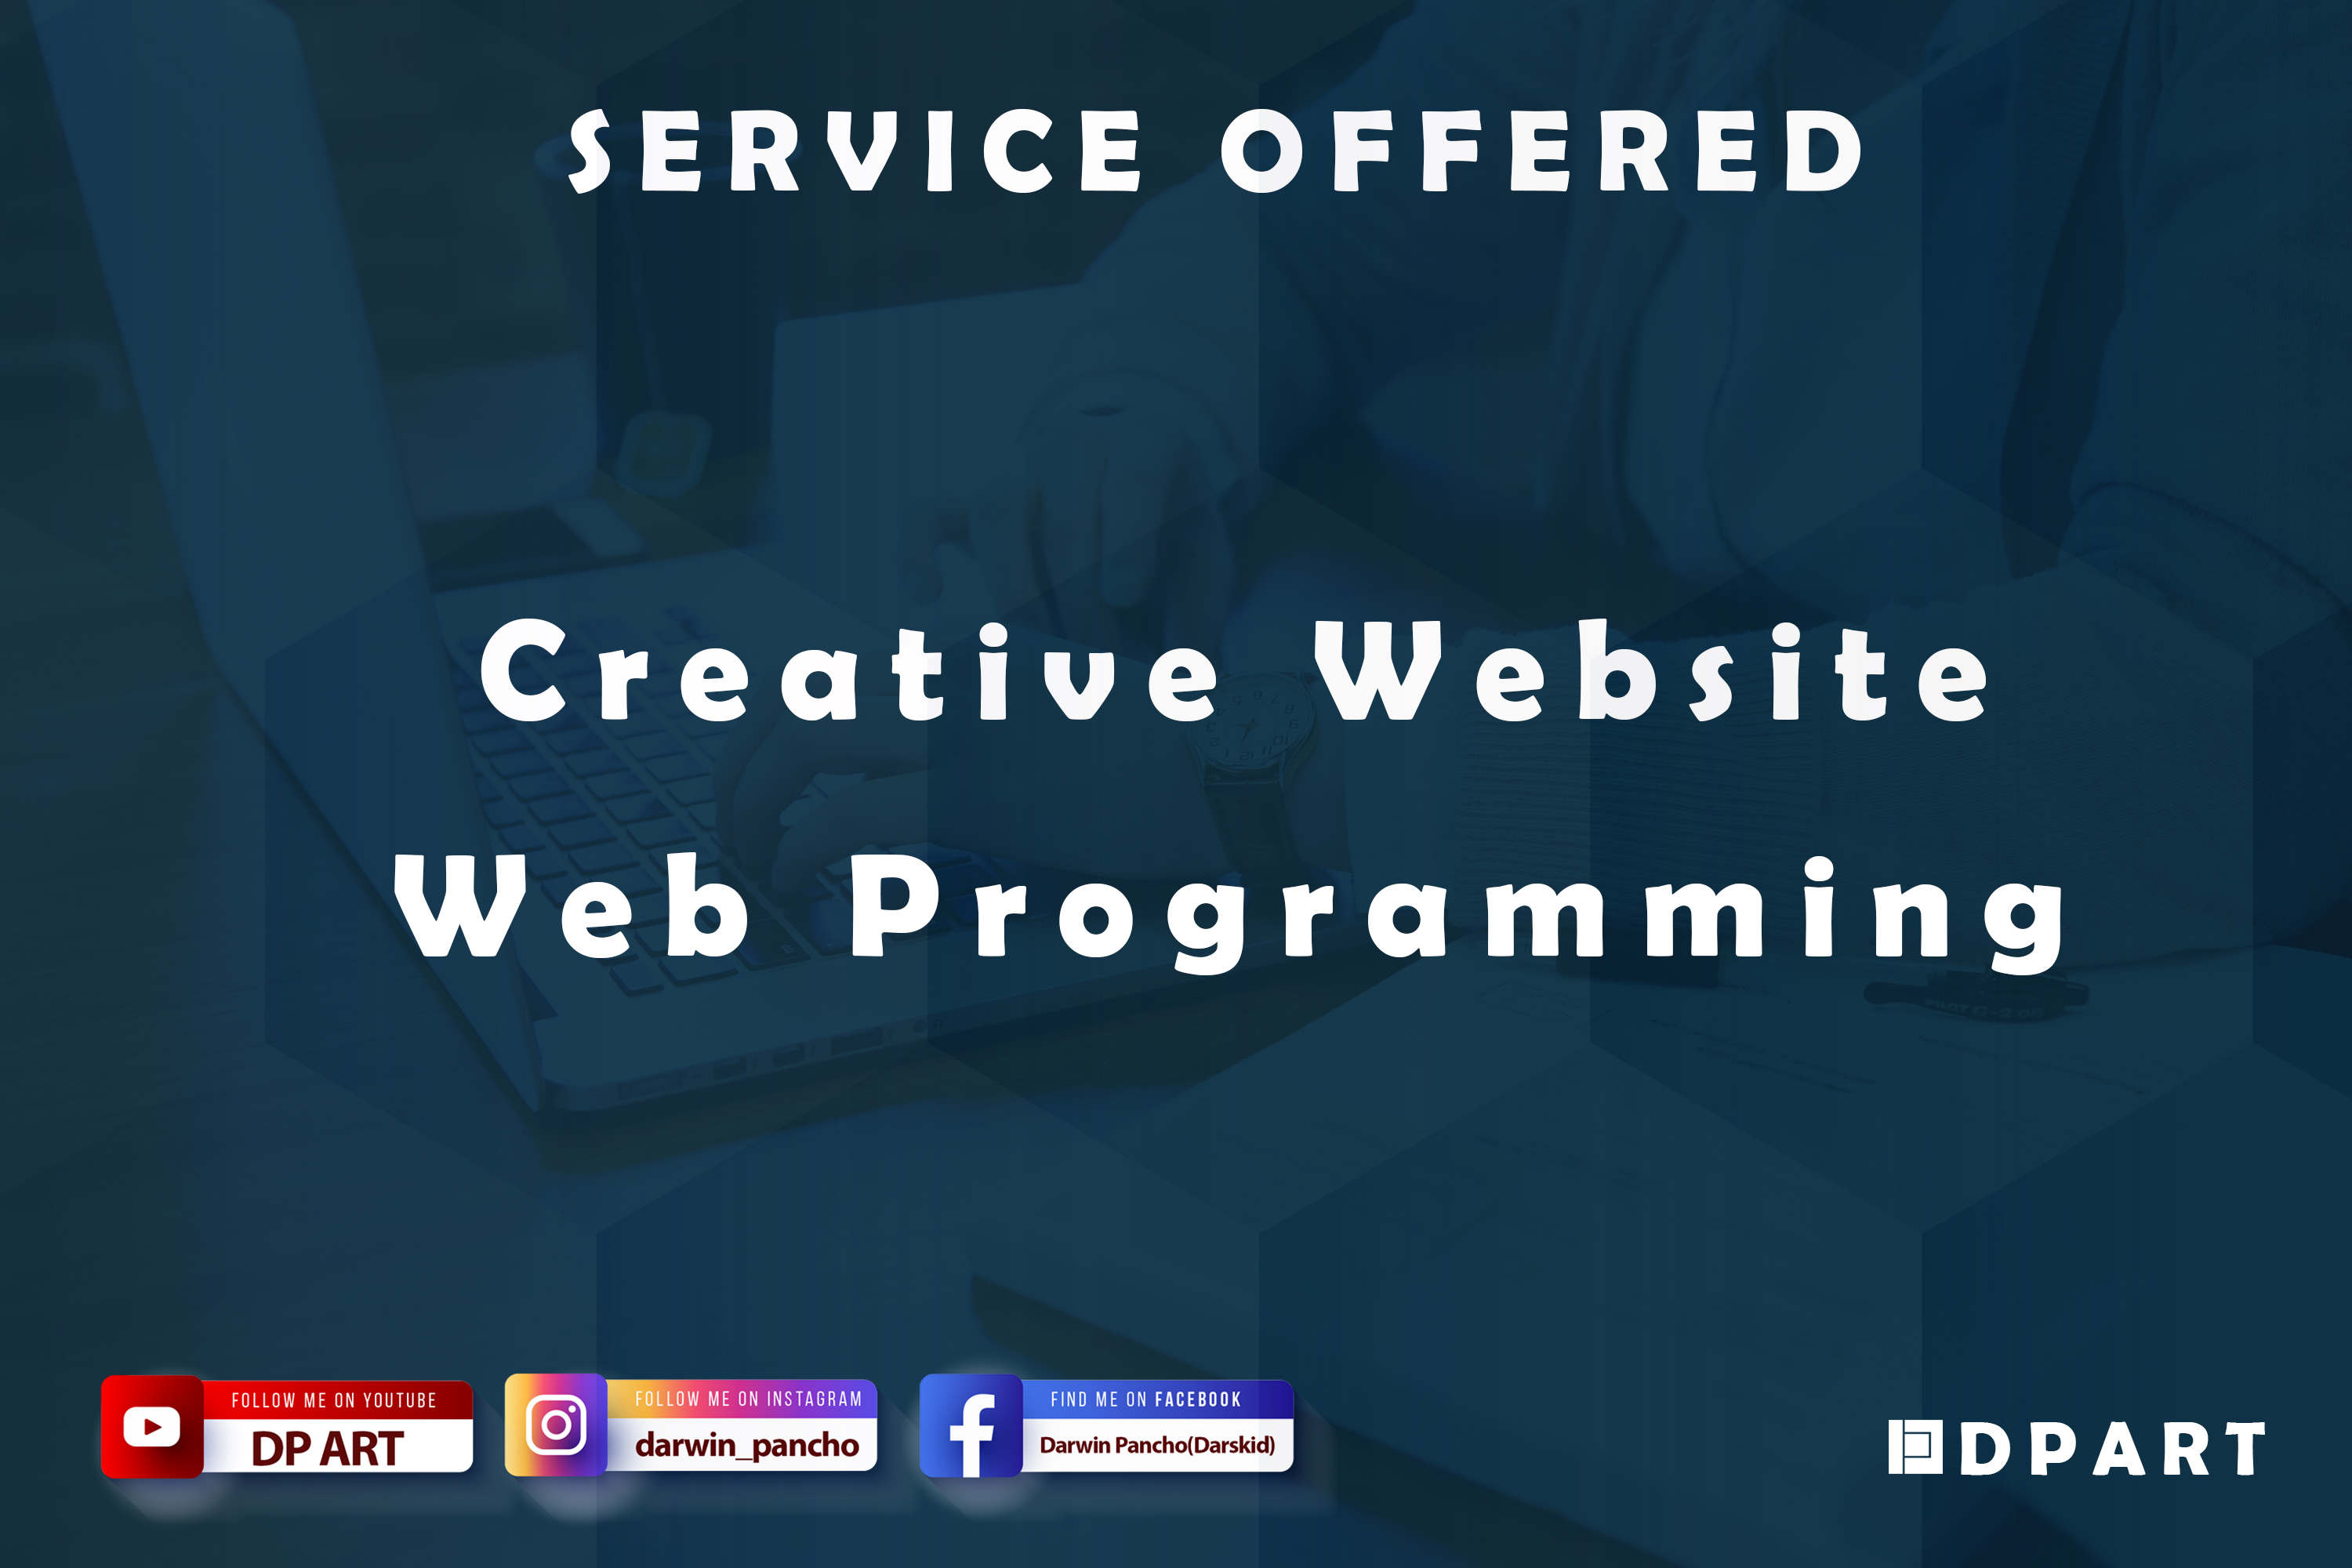 SERVICE OFFERED
Creative Website
Web Programming
FOLLOW ME ON YOUTUBE
DP ART
FOLLOW ME ON INSTAGRAM
darwin_pancho
FIND ME ON FACEBOOK
Darwin Pancho(Darskid)
DPART